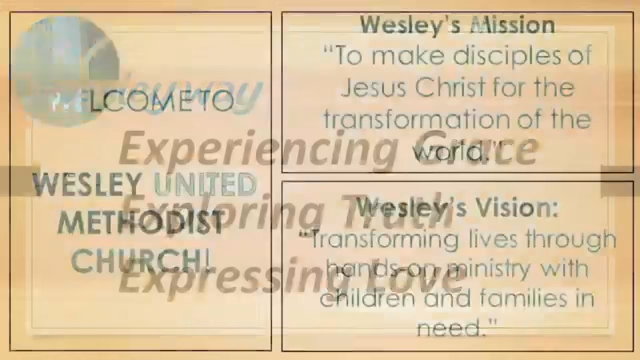 WELCOME TO
WESLEY UNITED
METHODIST
CHURCH!
Wesley's Mission
"To make disciples of
Jesus Christ for the
transformation of the
world."
Wesley's Vision:
"Transforming lives through
hands-on ministry with
children and families in
need."
Experiencing Grace
Exploring Truth
Expressing Love